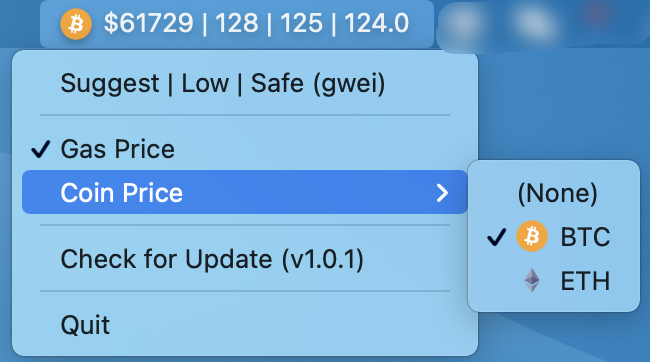 $61729 | 128 | 125 | 124.0
Suggest | Low | Safe (gwei)
Gas Price
Coin Price
(None)
BTC
ETH
Check for Update (v1.0.1)
Quit